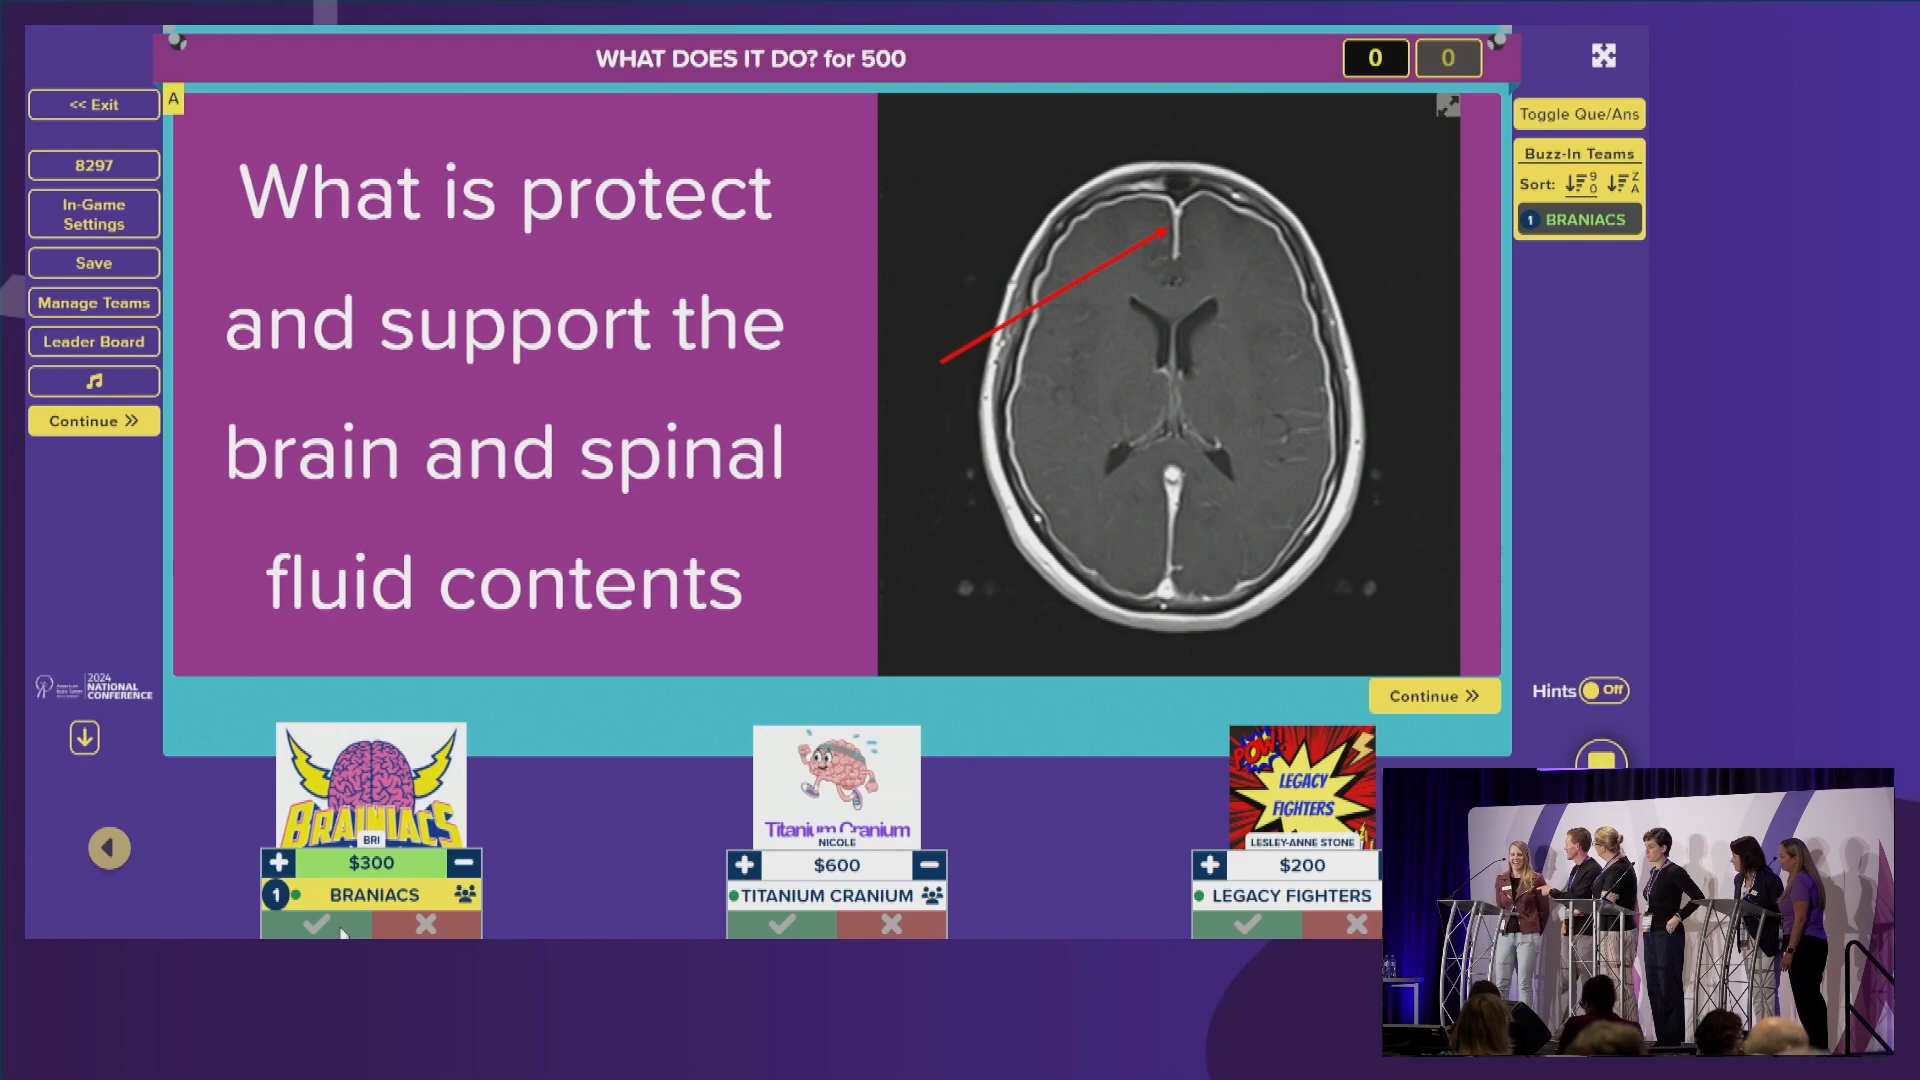 WHAT DOES IT DO? for 500
0
0
<< Exit
A
Toggle Que/Ans
8297
In-Game
Settings
Save
Manage Teams
Leader Board
Continue
Buzz-In Teams
Sort:
9
0
Z
A
1 BRANIACS
What is protect
and support the
brain and spinal
fluid contents
2024
NATIONAL
CONFERENCE
Continue
Hints Off
BRAINIACS
BRI
$300
1 BRANIACS
Titanium Cranium
NICOLE
$600
TITANIUM CRANIUM
POW!
LEGACY
FIGHTERS
LESLEY-ANNE STONE
$200
LEGACY FIGHTERS